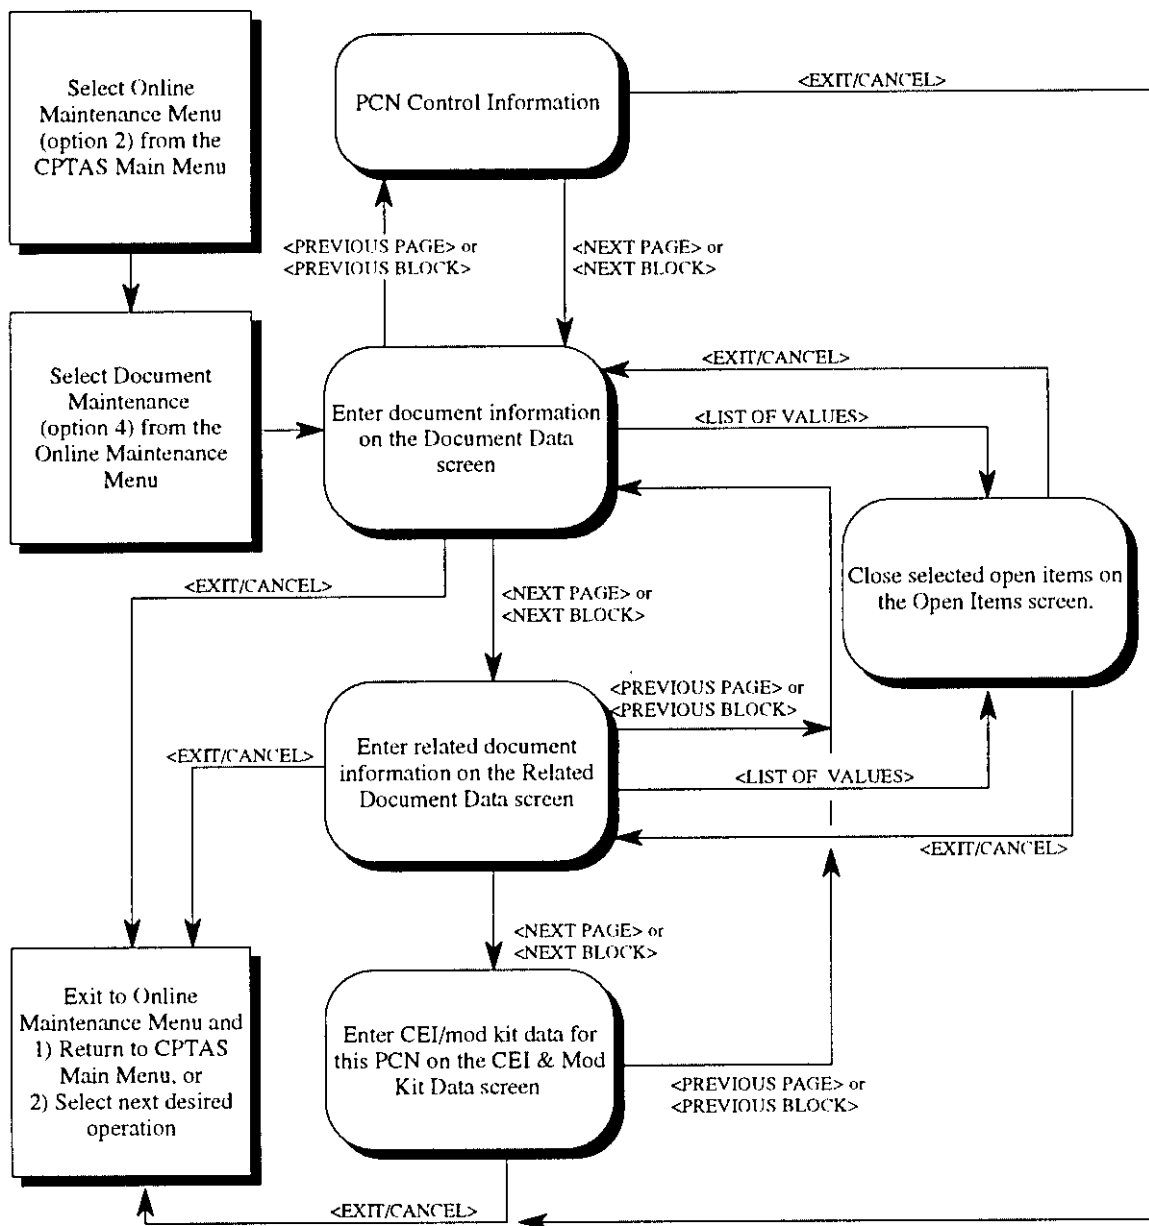 Select Online
Maintenance Menu
(option 2) from the
CPTAS Main Menu
PCN Control Information
<EXIT/CANCEL>
<PREVIOUS PAGE> or
<PREVIOUS BLOCK>
<NEXT PAGE> or
<NEXT BLOCK>
Select Document
Maintenance
(option 4) from the
Online Maintenance
Menu
Enter document information
on the Document Data
screen
<EXIT/CANCEL>
<LIST OF VALUES>
Close selected open items on
the Open Items screen.
<EXIT/CANCEL>
<NEXT PAGE> or
<NEXT BLOCK>
<PREVIOUS PAGE> or
<PREVIOUS BLOCK>
<EXIT/CANCEL>
Enter related document
information on the Related
Document Data screen
<LIST OF VALUES>
<EXIT/CANCEL>
<NEXT PAGE> or
<NEXT BLOCK>
Exit to Online
Maintenance Menu and
1) Return to CPTAS
Main Menu, or
2) Select next desired
operation
Enter CEI/mod kit data for
this PCN on the CEI & Mod
Kit Data screen
<PREVIOUS PAGE> or
<PREVIOUS BLOCK>
<EXIT/CANCEL>